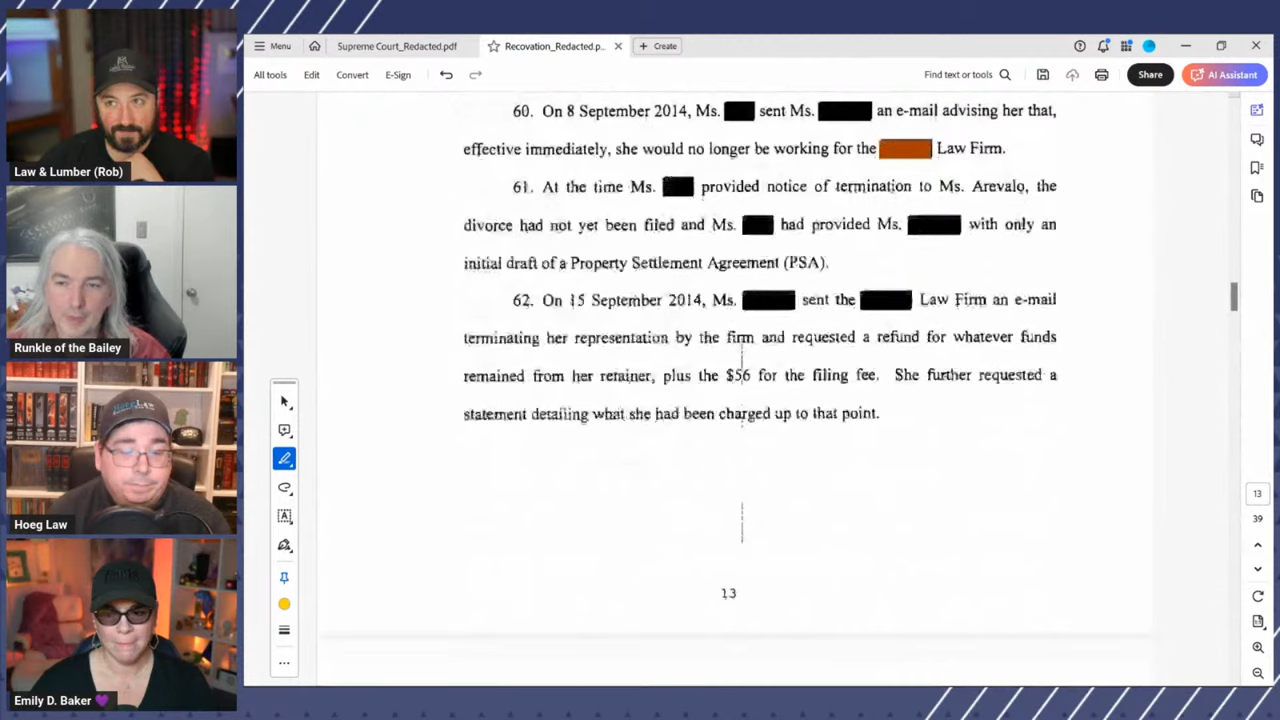 Menu
Supreme Court_Redacted.pdf
Recovation_Redacted.p...
Create
All tools
Edit
Convert
E-Sign
Find text or tools
Share
AI Assistant
60. On 8 September 2014, Ms. sent Ms. an e-mail advising her that,
effective immediately, she would no longer be working for the Law Firm.
61. At the time Ms. provided notice of termination to Ms. Arevalo, the
divorce had not yet been filed and Ms. had provided Ms. with only an
initial draft of a Property Settlement Agreement (PSA).
62. On 15 September 2014, Ms. sent the Law Firm an e-mail
terminating her representation by the firm and requested a refund for whatever funds
remained from her retainer, plus the $56 for the filing fee. She further requested a
statement detailing what she had been charged up to that point.
13
13
39
Law & Lumber (Rob)
Runkle of the Bailey
HOEG LAW
Hoeg Law
Emily D. Baker 💜